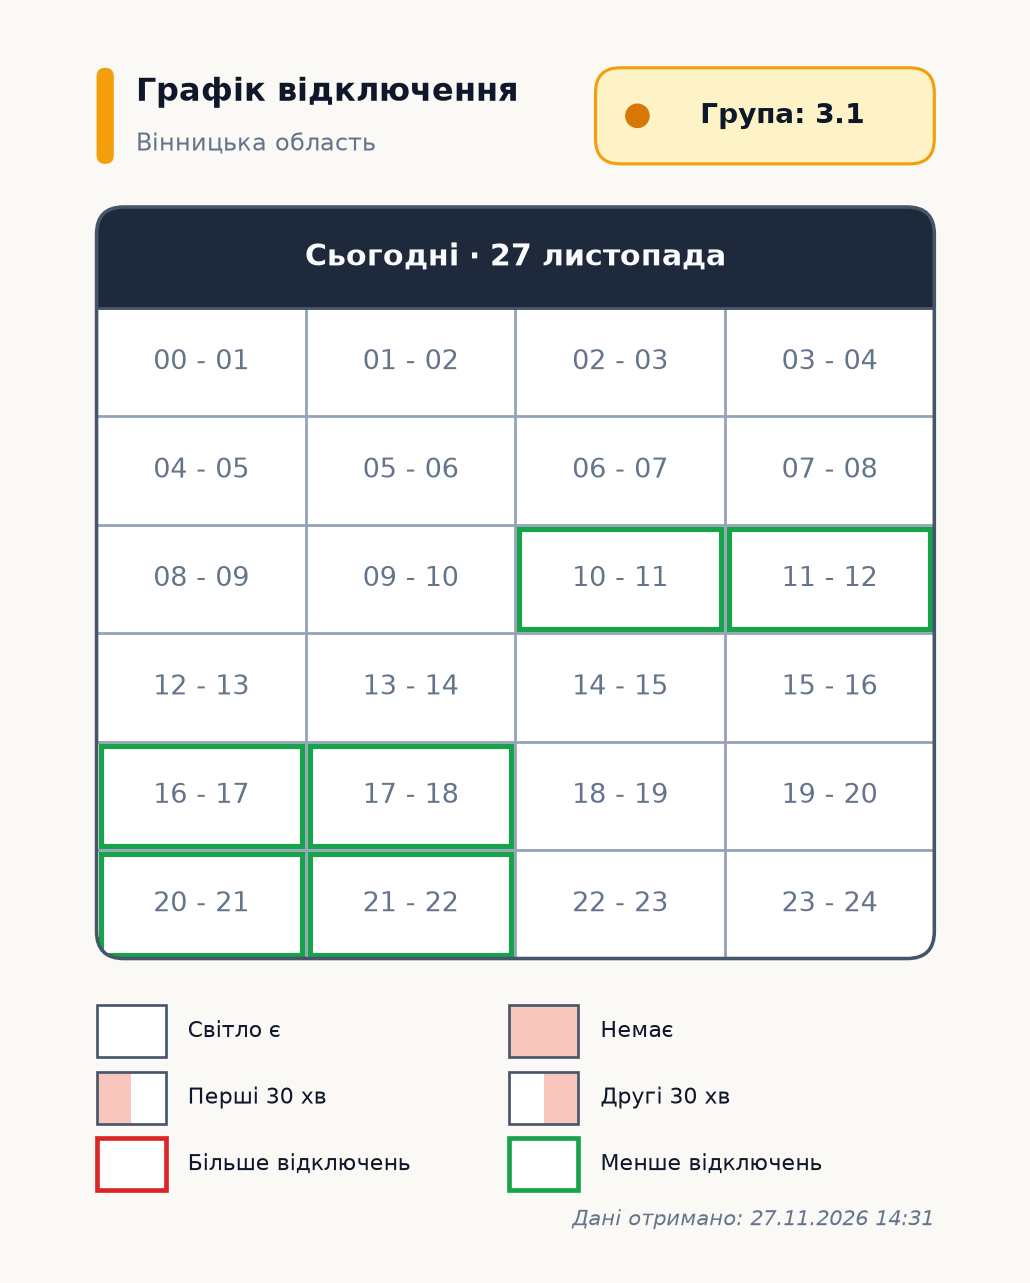 Графік відключення
Вінницька область
Група: 3.1
Сьогодні · 27 листопада
00 - 01 01 - 02 02 - 03 03 - 04
04 - 05 05 - 06 06 - 07 07 - 08
08 - 09 09 - 10 10 - 11 11 - 12
12 - 13 13 - 14 14 - 15 15 - 16
16 - 17 17 - 18 18 - 19 19 - 20
20 - 21 21 - 22 22 - 23 23 - 24
Світло є Немає
Перші 30 хв Другі 30 хв
Більше відключень Менше відключень
Дані отримано: 27.11.2026 14:31